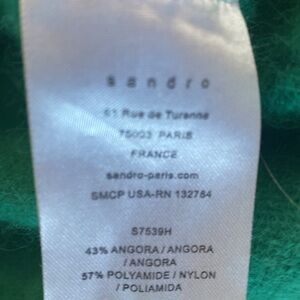 sandro
61 Rue de Turenne
75003 PARIS
FRANCE
sandro-paris.com
SMCP USA-RN 132784
S7539H
43% ANGORA / ANGORA
/ ANGORA
57% POLYAMIDE / NYLON
/ POLIAMIDA